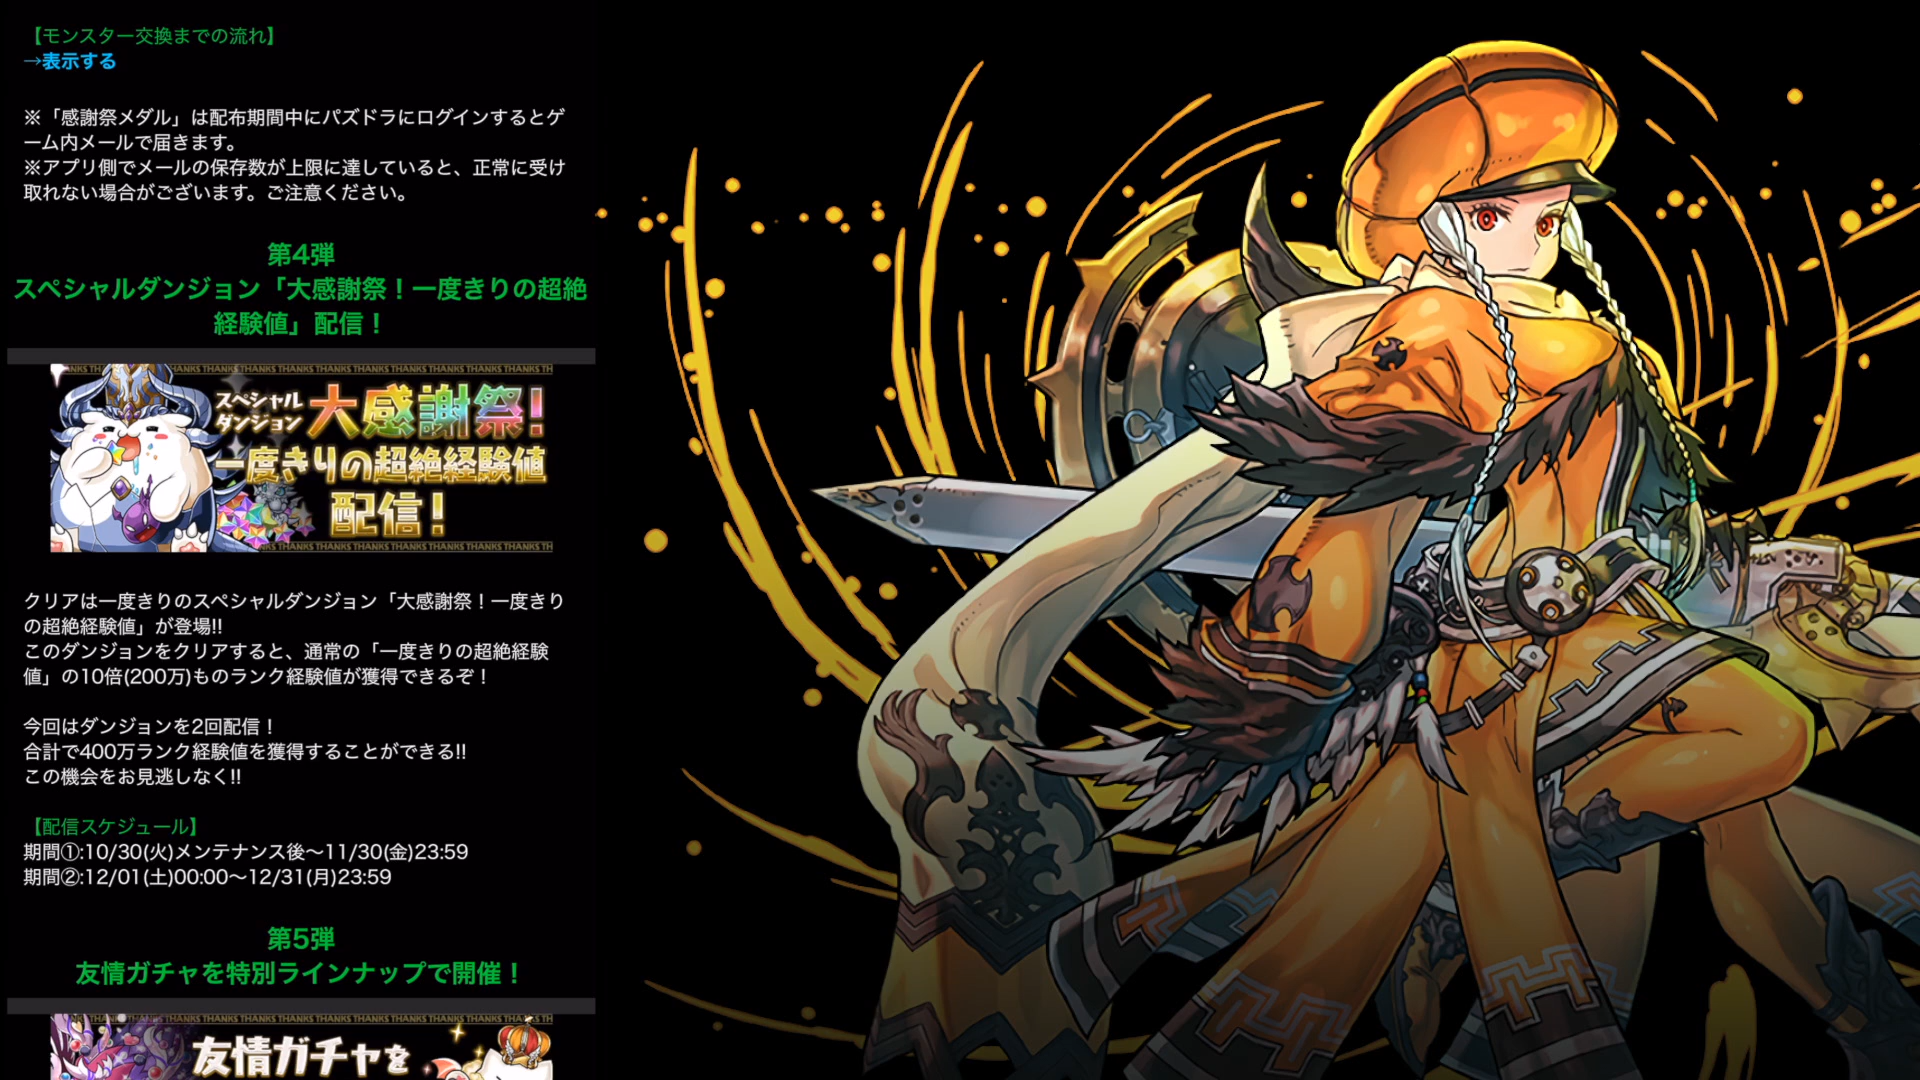 【モンスター交換までの流れ】
→表示する
※「感謝祭メダル」は配布期間中にパズドラにログインするとゲ
ーム内メールで届きます。
※アプリ側でメールの保存数が上限に達していると、正常に受け
取れない場合がございます。ご注意ください。
第4弾
スペシャルダンジョン「大感謝祭！一度きりの超絶
経験値」配信！
THANKS THANKS THANKS THANKS THANKS THANKS
スペシャル
ダンジョン 大感謝祭！
一度きりの超絶経験値
配信！
THANKS THANKS THANKS THANKS THANKS THANKS
クリアは一度きりのスペシャルダンジョン「大感謝祭！一度きり
の超絶経験値」が登場!!
このダンジョンをクリアすると、通常の「一度きりの超絶経験
値」の10倍(200万)ものランク経験値が獲得できるぞ！
今回はダンジョンを2回配信！
合計で400万ランク経験値を獲得することができる!!
この機会をお見逃しなく!!
【配信スケジュール】
期間①:10/30(火)メンテナンス後〜11/30(金)23:59
期間②:12/01(土)00:00〜12/31(月)23:59
第5弾
友情ガチャを特別ラインナップで開催！
THANKS THANKS THANKS THANKS THANKS THANKS
友情ガチャを